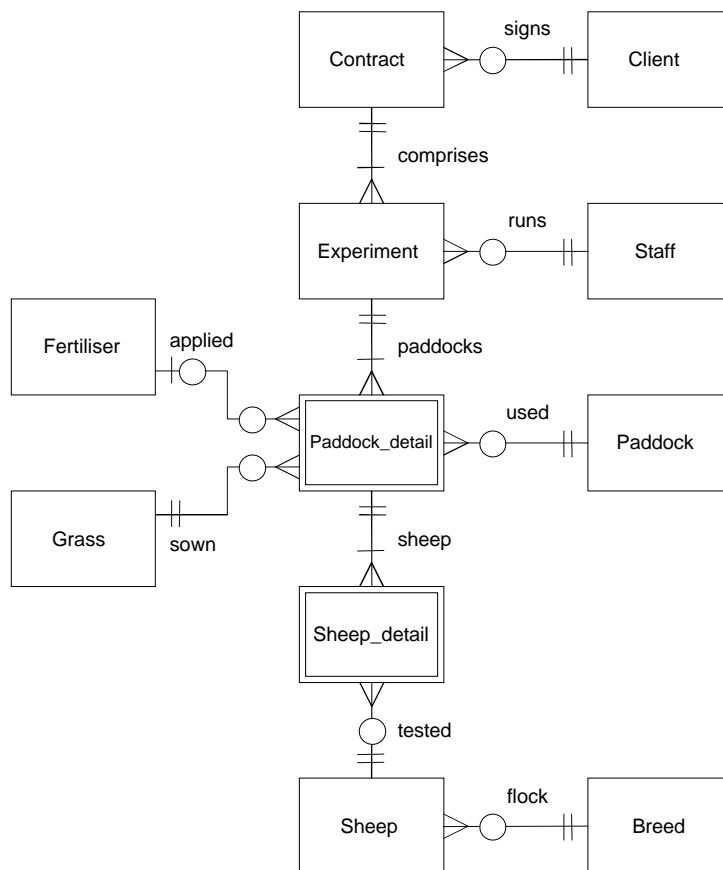 signs
Contract
Client
comprises
runs
Experiment
Staff
applied
Fertiliser
paddocks
used
Paddock_detail
Paddock
Grass
sown
sheep
Sheep_detail
tested
flock
Sheep
Breed